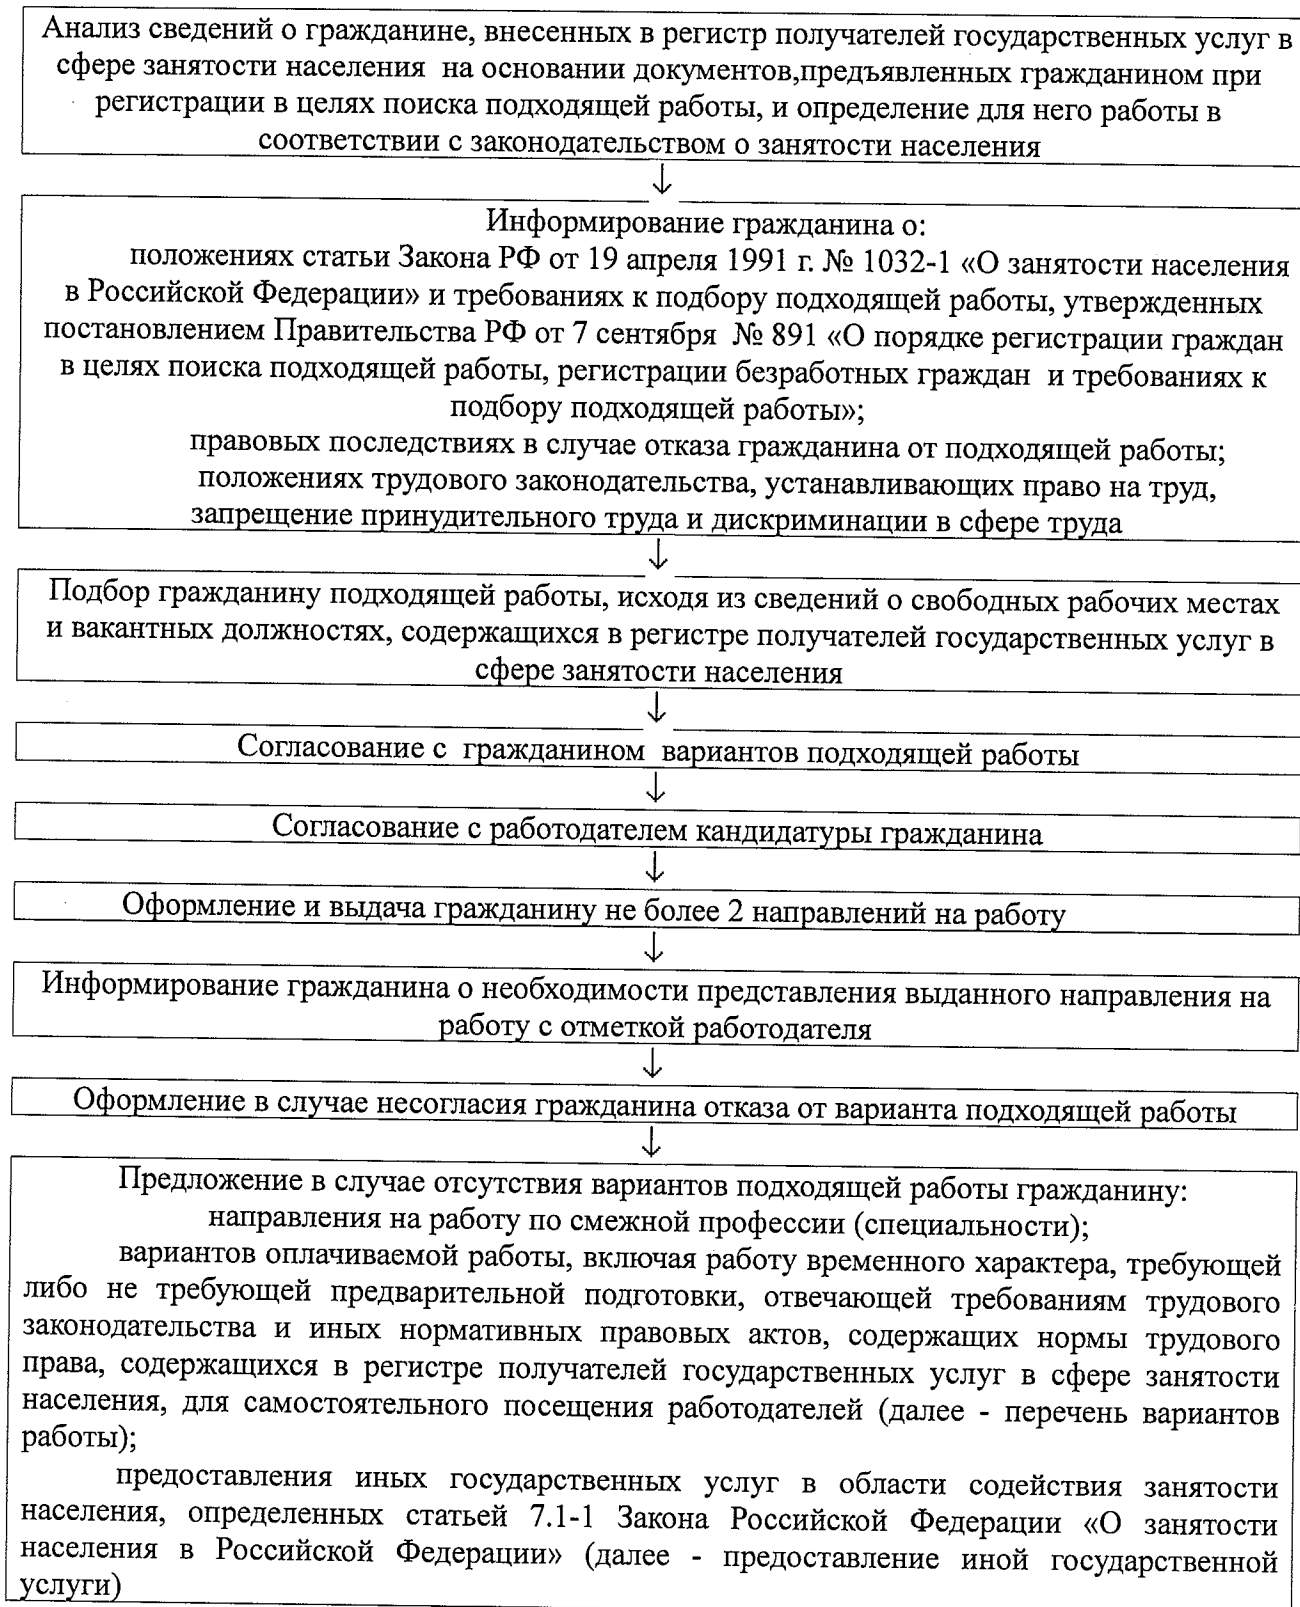 Анализ сведений о гражданине, внесенных в регистр получателей государственных услуг в
сфере занятости населения на основании документов,предъявленных гражданином при
регистрации в целях поиска подходящей работы, и определение для него работы в
соответствии с законодательством о занятости населения
↓
Информирование гражданина о:
положениях статьи Закона РФ от 19 апреля 1991 г. № 1032-1 «О занятости населения
в Российской Федерации» и требованиях к подбору подходящей работы, утвержденных
постановлением Правительства РФ от 7 сентября № 891 «О порядке регистрации граждан
в целях поиска подходящей работы, регистрации безработных граждан и требованиях к
подбору подходящей работы»;
правовых последствиях в случае отказа гражданина от подходящей работы;
положениях трудового законодательства, устанавливающих право на труд,
запрещение принудительного труда и дискриминации в сфере труда
↓
Подбор гражданину подходящей работы, исходя из сведений о свободных рабочих местах
и вакантных должностях, содержащихся в регистре получателей государственных услуг в
сфере занятости населения
↓
Согласование с гражданином вариантов подходящей работы
↓
Согласование с работодателем кандидатуры гражданина
↓
Оформление и выдача гражданину не более 2 направлений на работу
↓
Информирование гражданина о необходимости представления выданного направления на
работу с отметкой работодателя
↓
Оформление в случае несогласия гражданина отказа от варианта подходящей работы
↓
Предложение в случае отсутствия вариантов подходящей работы гражданину:
направления на работу по смежной профессии (специальности);
вариантов оплачиваемой работы, включая работу временного характера, требующей
либо не требующей предварительной подготовки, отвечающей требованиям трудового
законодательства и иных нормативных правовых актов, содержащих нормы трудового
права, содержащихся в регистре получателей государственных услуг в сфере занятости
населения, для самостоятельного посещения работодателей (далее - перечень вариантов
работы);
предоставления иных государственных услуг в области содействия занятости
населения, определенных статьей 7.1-1 Закона Российской Федерации «О занятости
населения в Российской Федерации» (далее - предоставление иной государственной
услуги)